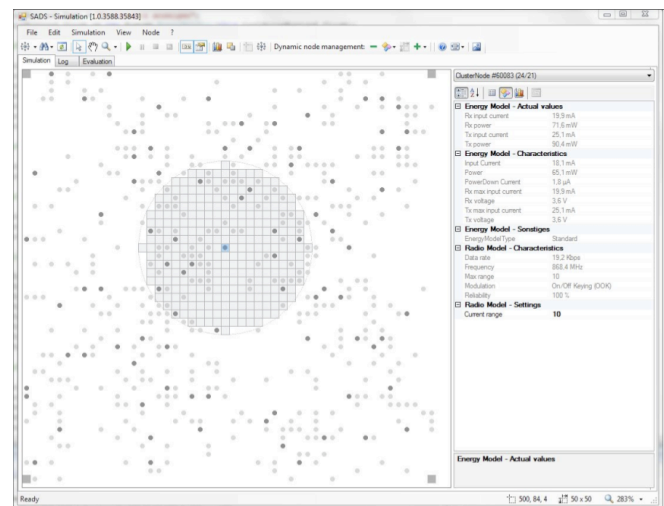 SADS - Simulation [1.0.3588.35843]
File Edit Simulation View Node ?
Dynamic node management:
Simulation Log Evaluation
ClusterNode #60083 (24/21)
Energy Model - Actual values
Rx input current 19,9 mA
Rx power 71,6 mW
Tx input current 25,1 mA
Tx power 90,4 mW
Energy Model - Characteristics
Input Current 18,1 mA
Power 65,1 mW
PowerDown Current 1,8 µA
Rx max input current 19,9 mA
Rx voltage 3,6 V
Tx max input current 25,1 mA
Tx voltage 3,6 V
Energy Model - Sonstiges
EnergyModelType Standard
Radio Model - Characteristics
Data rate 19.2 Kbps
Frequency 868.4 MHz
Max range 10
Modulation On/Off Keying (OOK)
Reliability 100 %
Radio Model - Settings
Current range 10
Energy Model - Actual values
Ready 500, 84, 4 50 x 50 283%